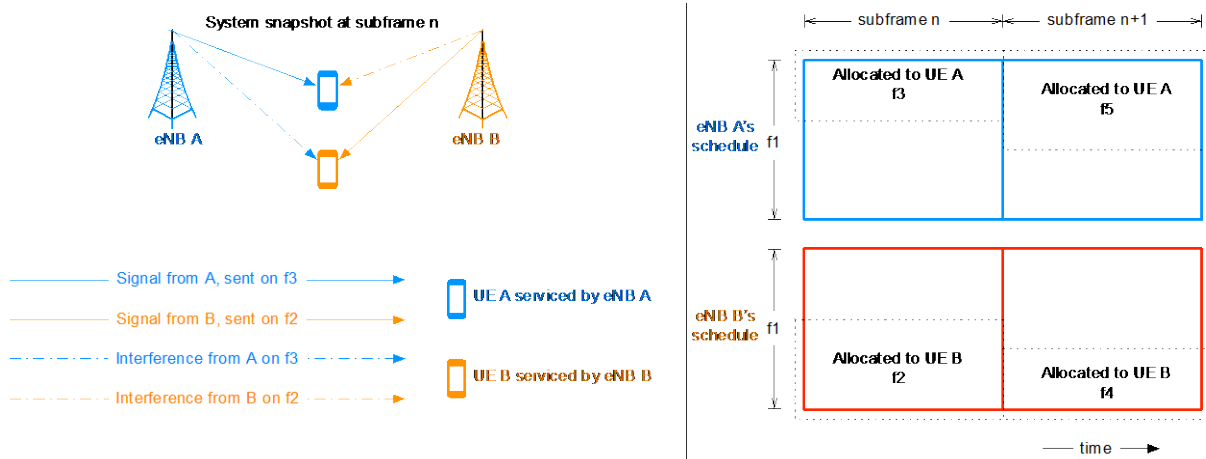 System snapshot at subframe n
eNB A
eNB B
Signal from A, sent on f3
Signal from B, sent on f2
Interference from A on f3
Interference from B on f2
UE A serviced by eNB A
UE B serviced by eNB B
subframe n
subframe n+1
eNB A's
schedule
f1
Allocated to UE A
f3
Allocated to UE A
f5
eNB B's
schedule
f1
Allocated to UE B
f2
Allocated to UE B
f4
time